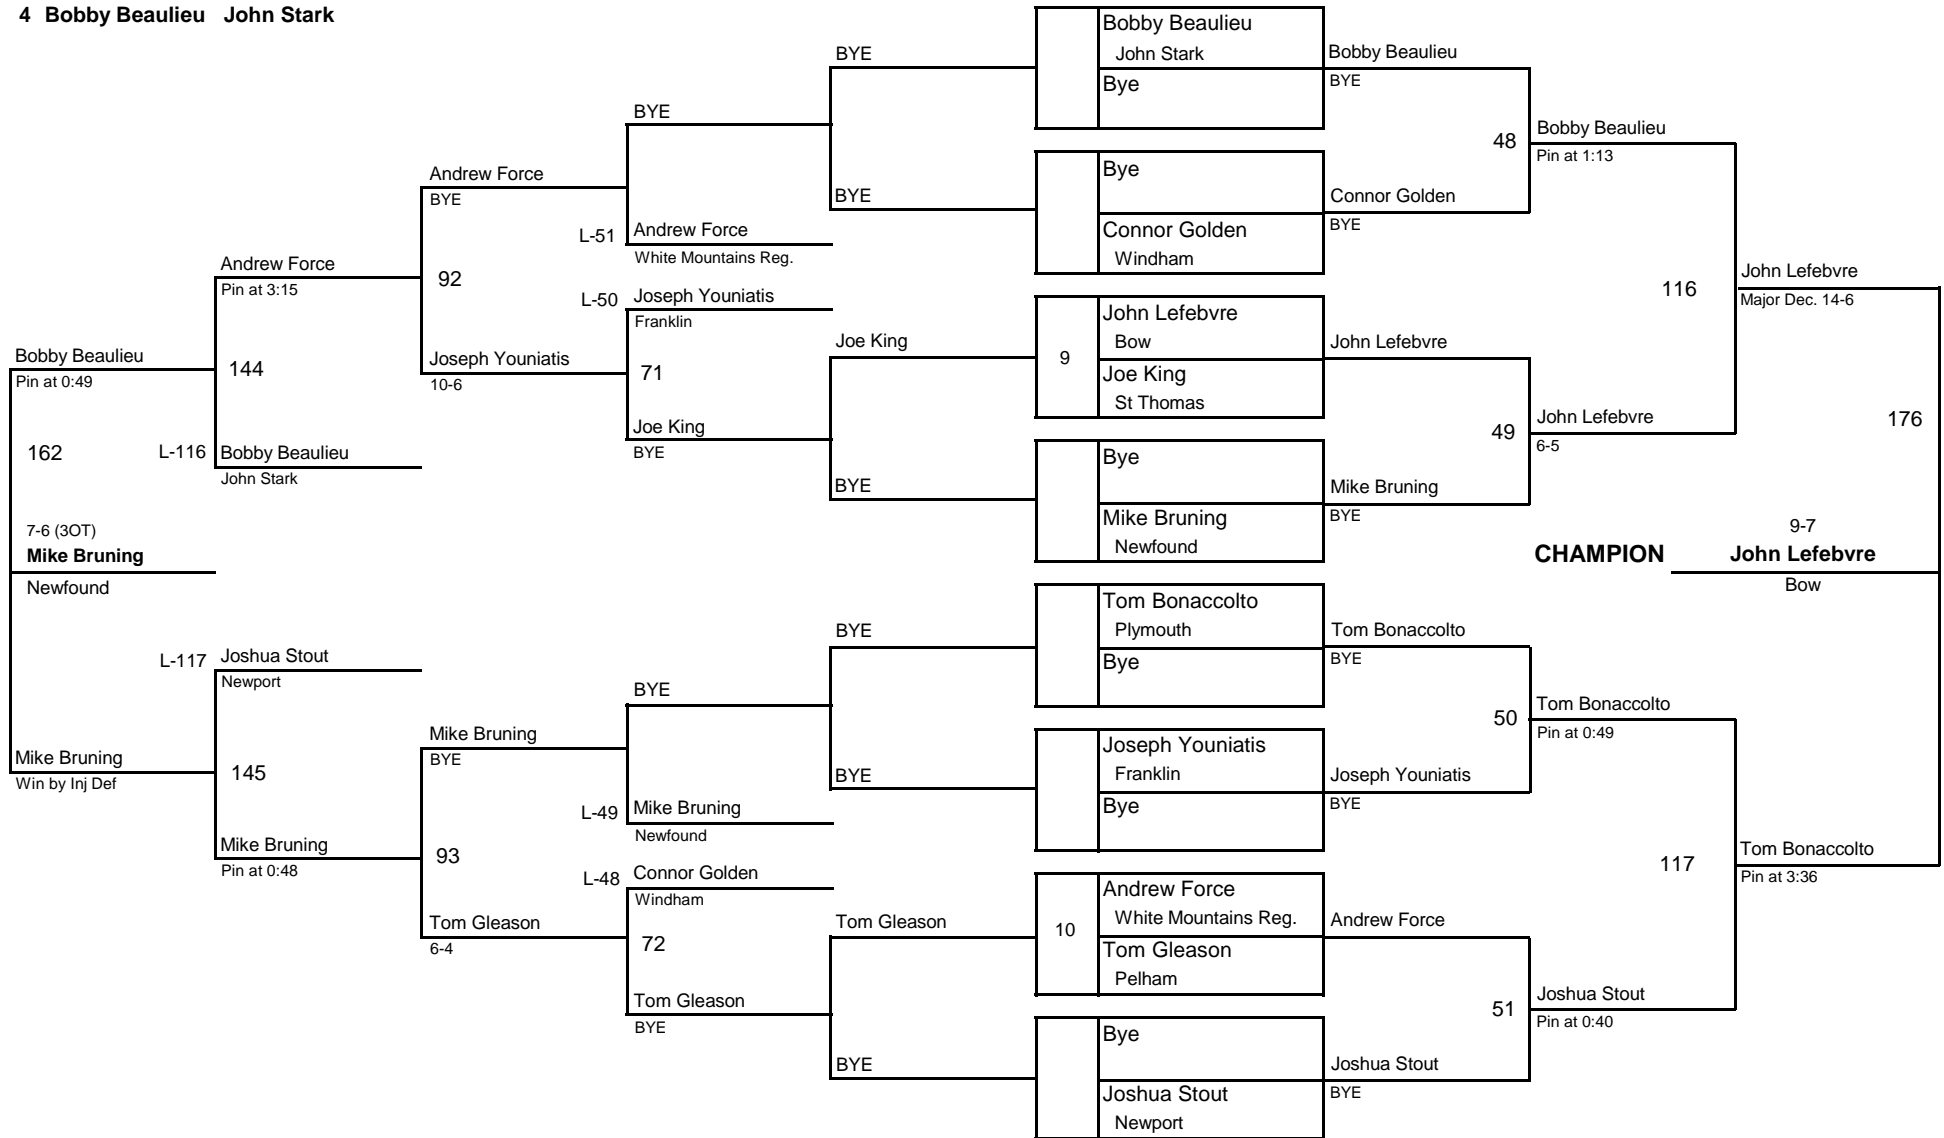 4 Bobby Beaulieu John Stark
Bobby Beaulieu
BYE
John Stark
Bobby Beaulieu
Bye
BYE
BYE
Bobby Beaulieu
48
Pin at 1:13
Bye
Andrew Force
BYE
Connor Golden
BYE
L-51
Andrew Force
Connor Golden
BYE
White Mountains Reg.
Windham
Andrew Force
John Lefebvre
92
Pin at 3:15
116
L-50
Joseph Youniatis
Major Dec. 14-6
Franklin
John Lefebvre
Joe King
Bow
John Lefebvre
Bobby Beaulieu
Joseph Youniatis
9
144
71
Joe King
Pin at 0:49
10-6
St Thomas
Joe King
John Lefebvre
176
49
162
L-116
Bobby Beaulieu
BYE
6-5
Bye
John Stark
BYE
Mike Bruning
Mike Bruning
BYE
7-6 (3OT)
9-7
Mike Bruning
Newfound
CHAMPION
John Lefebvre
Newfound
Bow
Tom Bonaccolto
BYE
Plymouth
Tom Bonaccolto
L-117
Joshua Stout
Bye
BYE
Newport
BYE
Tom Bonaccolto
50
Mike Bruning
Pin at 0:49
Joseph Youniatis
Mike Bruning
BYE
145
BYE
Franklin
Joseph Youniatis
Win by Inj Def
L-49
Mike Bruning
Bye
BYE
Newfound
Mike Bruning
93
Tom Bonaccolto
Pin at 0:48
L-48
Connor Golden
117
Pin at 3:36
Windham
Andrew Force
Tom Gleason
Tom Gleason
White Mountains Reg.
Andrew Force
10
6-4
72
Tom Gleason
Pelham
Tom Gleason
Joshua Stout
51
BYE
Pin at 0:40
Bye
BYE
Joshua Stout
Joshua Stout
BYE
Newport